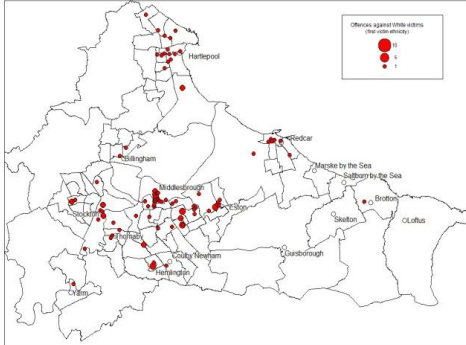 Offences against White victims
(first victim ethnicity)
10
5
1
Hartlepool
Redcar
Marske by the Sea
Saltburn by the Sea
Billingham
Middlesbrough
Eston
Brotton
Skelton
Loftus
Stockton
Thornaby
Coulby Newham
Guisborough
Hemlington
Yarm